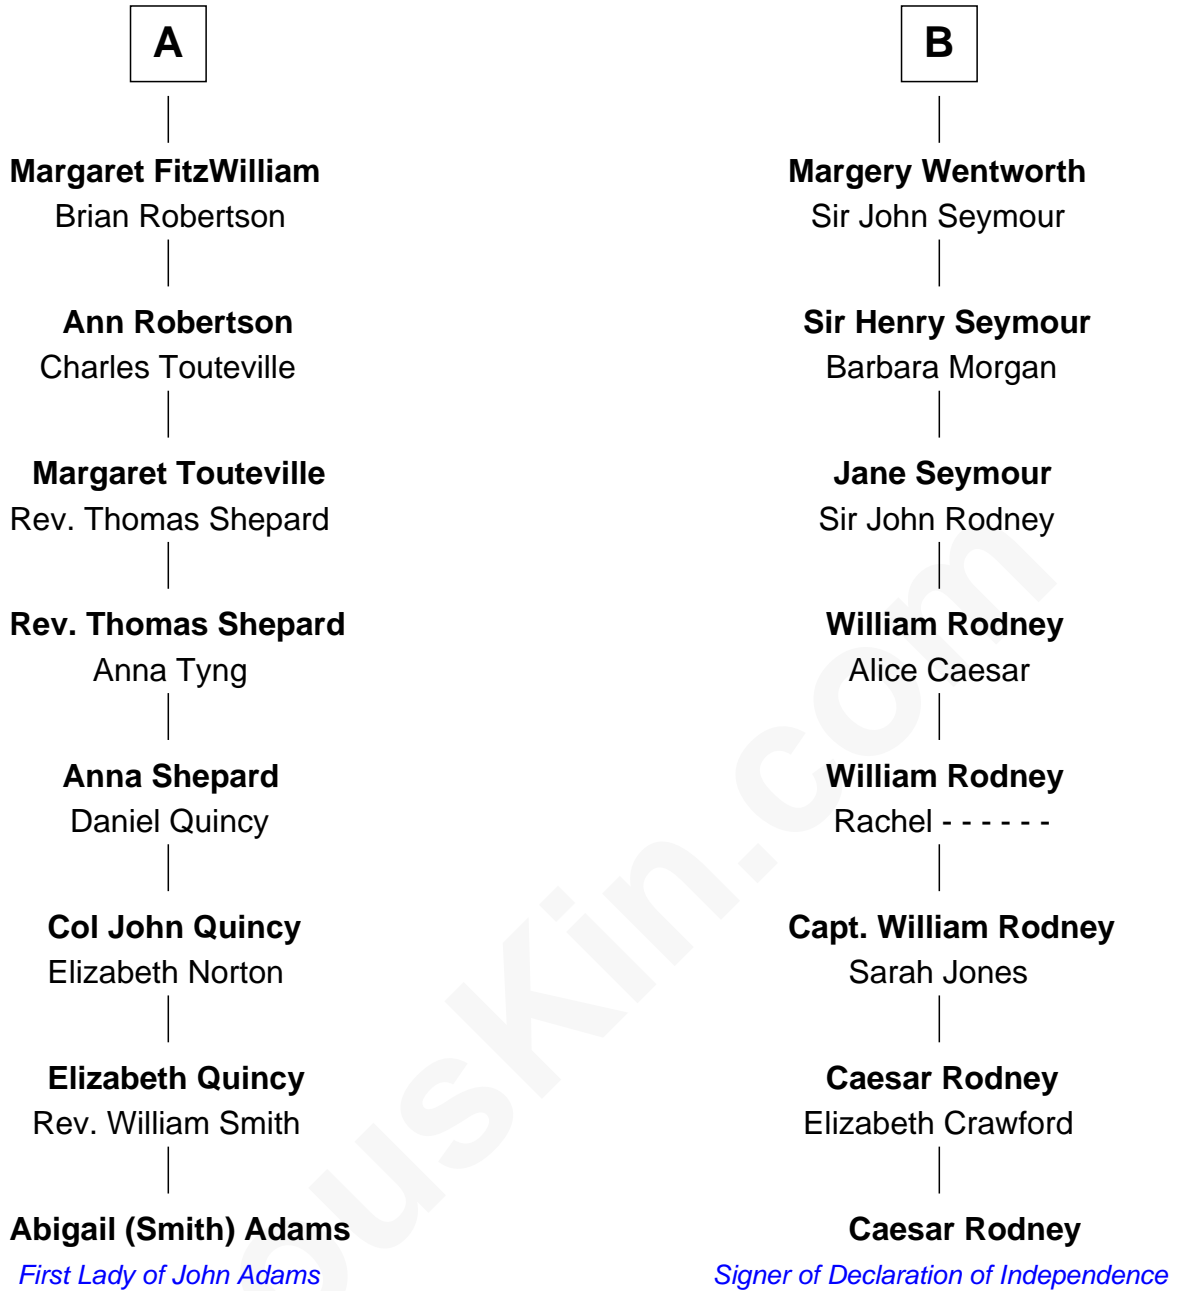 A
Margaret FitzWilliam
Brian Robertson
Ann Robertson
Charles Touteville
Margaret Touteville
Rev. Thomas Shepard
Rev. Thomas Shepard
Anna Tyng
Anna Shepard
Daniel Quincy
Col John Quincy
Elizabeth Norton
Elizabeth Quincy
Rev. William Smith
Abigail (Smith) Adams
First Lady of John Adams
B
Margery Wentworth
Sir John Seymour
Sir Henry Seymour
Barbara Morgan
Jane Seymour
Sir John Rodney
William Rodney
Alice Caesar
William Rodney
Rachel - - - - - -
Capt. William Rodney
Sarah Jones
Caesar Rodney
Elizabeth Crawford
Caesar Rodney
Signer of Declaration of Independence
ousKin.com